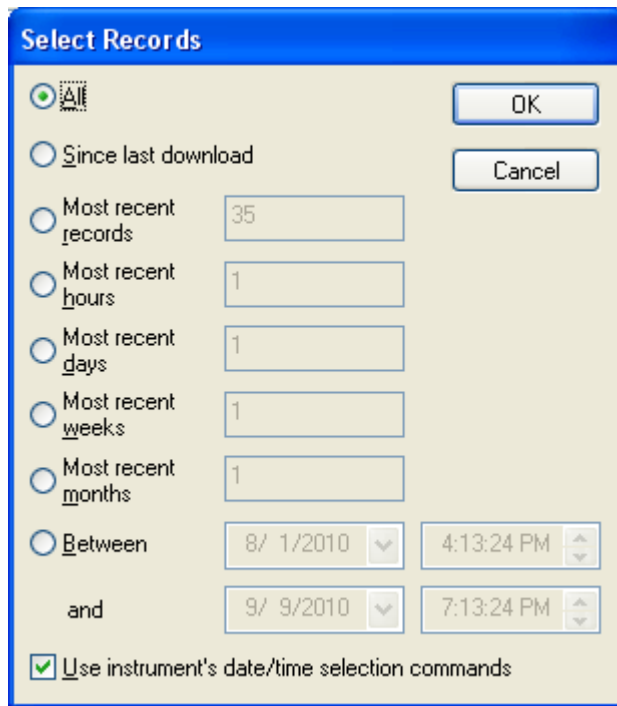 Select Records
All
OK
Since last download
Cancel
Most recent
records
35
Most recent
hours
1
Most recent
days
1
Most recent
weeks
1
Most recent
months
1
Between 8/ 1/2010 4:13:24 PM
and 9/ 9/2010 7:13:24 PM
Use instrument's date/time selection commands